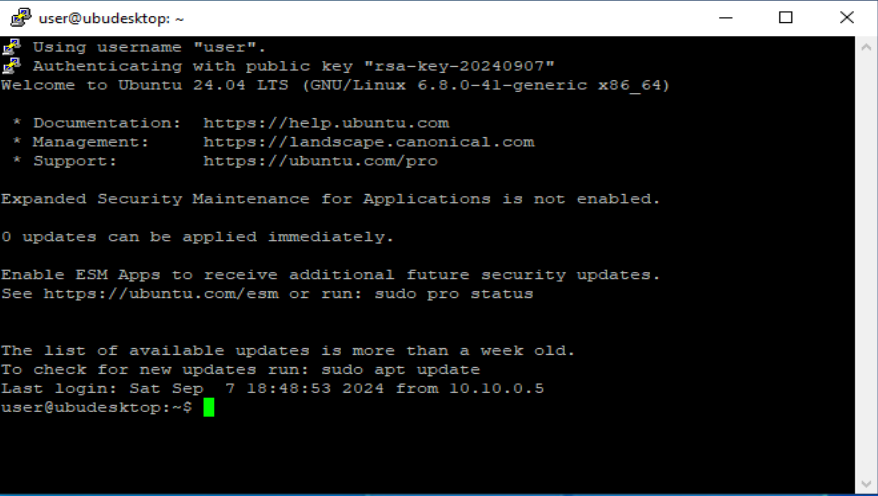 user@ubudesktop: ~
Using username "user".
Authenticating with public key "rsa-key-20240907"
Welcome to Ubuntu 24.04 LTS (GNU/Linux 6.8.0-41-generic x86_64)
* Documentation:  https://help.ubuntu.com
* Management:     https://landscape.canonical.com
* Support:        https://ubuntu.com/pro
Expanded Security Maintenance for Applications is not enabled.
0 updates can be applied immediately.
Enable ESM Apps to receive additional future security updates.
See https://ubuntu.com/esm or run: sudo pro status
The list of available updates is more than a week old.
To check for new updates run: sudo apt update
Last login: Sat Sep  7 18:48:53 2024 from 10.10.0.5
user@ubudesktop:~$